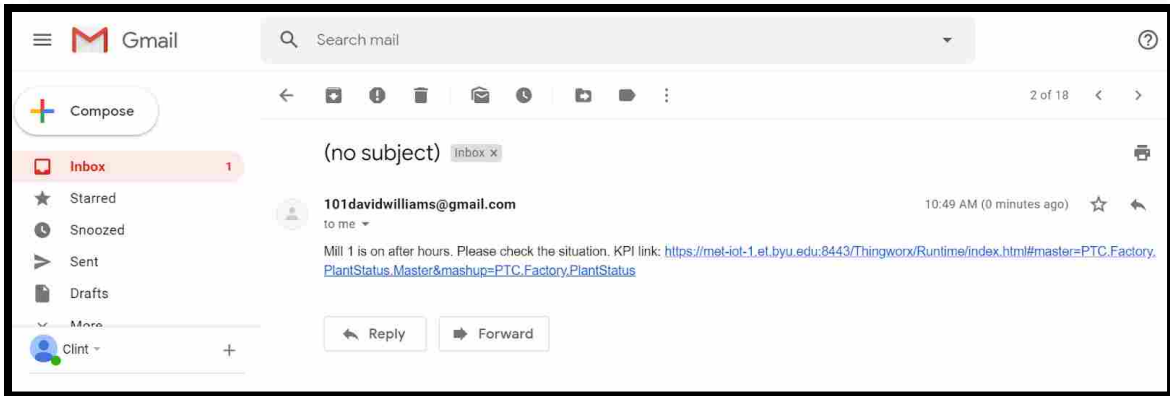 Gmail
Search mail
Compose
2 of 18
(no subject) Inbox x
Inbox 1
101davidwilliams@gmail.com 10:49 AM (0 minutes ago)
to me
Starred
Snoozed
Mill 1 is on after hours. Please check the situation. KPI link: https://met-iot-1.et.byu.edu:8443/Thingworx/Runtime/index.html#master=PTC.Factory.
PlantStatus.Master&mashup=PTC.Factory.PlantStatus
Sent
Drafts
More
Reply Forward
Clint